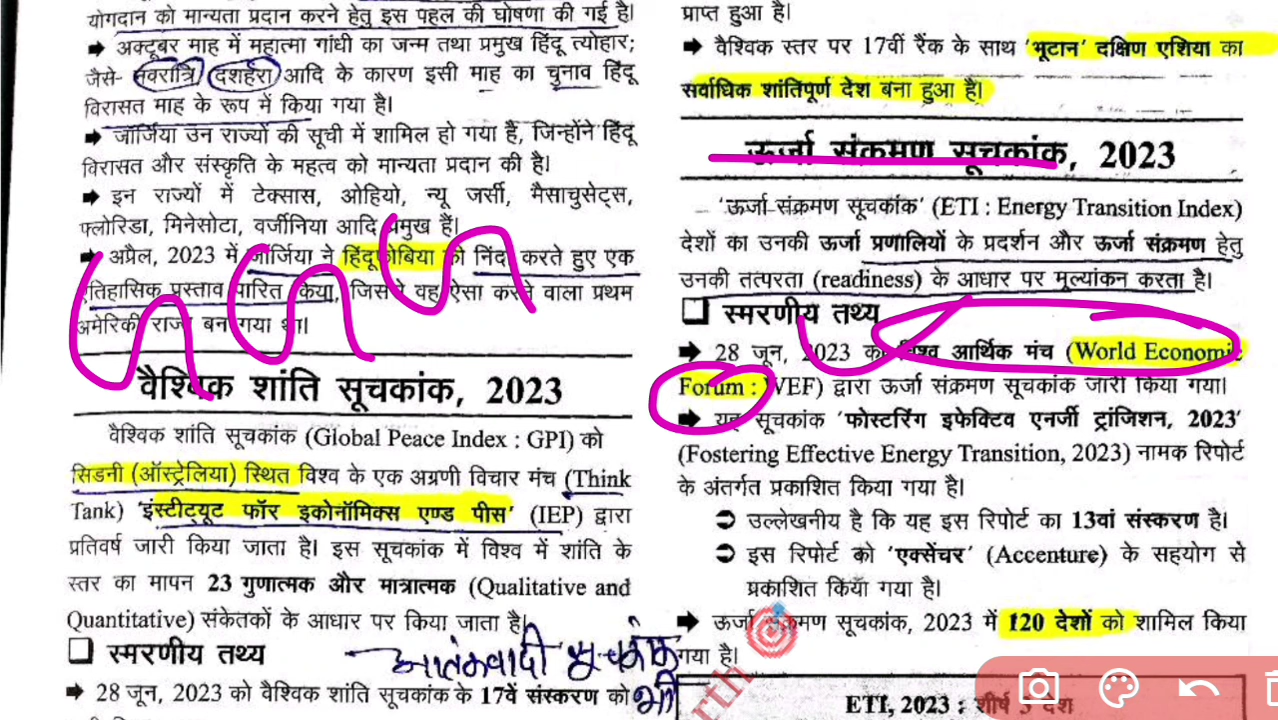 योगदान को मान्यता प्रदान करने हेतु इस पहल की घोषणा की गई है।
➡ अक्टूबर माह में महात्मा गांधी का जन्म तथा प्रमुख हिंदू त्योहार;
जैसे- नवरात्रि, दशहरा आदि के कारण इसी माह का चुनाव हिंदू
विरासत माह के रूप में किया गया है।
➡ जॉर्जिया उन राज्यों की सूची में शामिल हो गया है, जिन्होंने हिंदू
विरासत और संस्कृति के महत्व को मान्यता प्रदान की है।
➡ इन राज्यों में टेक्सास, ओहियो, न्यू जर्सी, मैसाचुसेट्स,
फ्लोरिडा, मिनेसोटा, वर्जीनिया आदि प्रमुख हैं।
➡ अप्रैल, 2023 में जॉर्जिया ने हिंदूफोबिया की निंदा करते हुए एक
ऐतिहासिक प्रस्ताव पारित किया, जिससे वह ऐसा करने वाला प्रथम
अमेरिकी राज्य बन गया था।
वैश्विक शांति सूचकांक, 2023
वैश्विक शांति सूचकांक (Global Peace Index : GPI) को
सिडनी (ऑस्ट्रेलिया) स्थित विश्व के एक अग्रणी विचार मंच (Think
Tank) 'इंस्टीट्यूट फॉर इकोनॉमिक्स एण्ड पीस' (IEP) द्वारा
प्रतिवर्ष जारी किया जाता है। इस सूचकांक में विश्व में शांति के
स्तर का मापन 23 गुणात्मक और मात्रात्मक (Qualitative and
Quantitative) संकेतकों के आधार पर किया जाता है।
❑ स्मरणीय तथ्य
आतंकवादी सूचकांक
भी
➡ 28 जून, 2023 को वैश्विक शांति सूचकांक के 17वें संस्करण को
प्राप्त हुआ है।
➡ वैश्विक स्तर पर 17वीं रैंक के साथ 'भूटान' दक्षिण एशिया का
सर्वाधिक शांतिपूर्ण देश बना हुआ है।
ऊर्जा संक्रमण सूचकांक, 2023
'ऊर्जा संक्रमण सूचकांक' (ETI : Energy Transition Index)
देशों का उनकी ऊर्जा प्रणालियों के प्रदर्शन और ऊर्जा संक्रमण हेतु
उनकी तत्परता (readiness) के आधार पर मूल्यांकन करता है।
❑ स्मरणीय तथ्य
➡ 28 जून, 2023 को विश्व आर्थिक मंच (World Economic
Forum : WEF) द्वारा ऊर्जा संक्रमण सूचकांक जारी किया गया।
➡ यह सूचकांक 'फोस्टरिंग इफेक्टिव एनर्जी ट्रांजिशन, 2023'
(Fostering Effective Energy Transition, 2023) नामक रिपोर्ट
के अंतर्गत प्रकाशित किया गया है।
➲ उल्लेखनीय है कि यह इस रिपोर्ट का 13वां संस्करण है।
➲ इस रिपोर्ट को 'एक्सेंचर' (Accenture) के सहयोग से
प्रकाशित किया गया है।
➡ ऊर्जा संक्रमण सूचकांक, 2023 में 120 देशों को शामिल किया
गया है।
ETI, 2023 : शीर्ष 5 देश